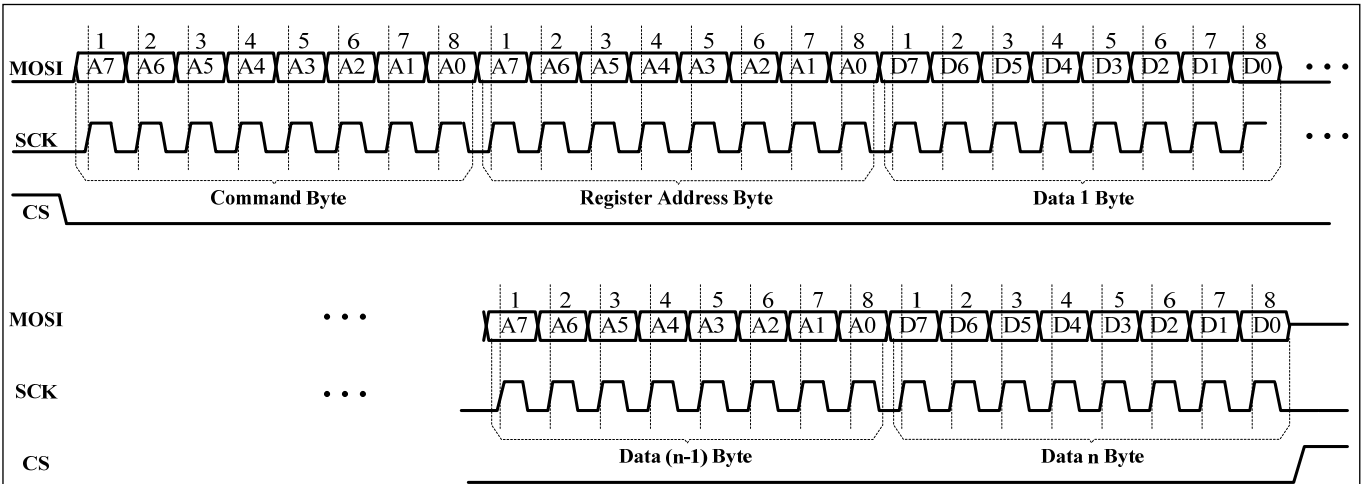 1 2 3 4 5 6 7 8 1 2 3 4 5 6 7 8 1 2 3 4 5 6 7 8
MOSI A7 A6 A5 A4 A3 A2 A1 A0 A7 A6 A5 A4 A3 A2 A1 A0 D7 D6 D5 D4 D3 D2 D1 D0 • • •
SCK • • •
Command Byte Register Address Byte Data 1 Byte
CS
1 2 3 4 5 6 7 8 1 2 3 4 5 6 7 8
MOSI • • • A7 A6 A5 A4 A3 A2 A1 A0 D7 D6 D5 D4 D3 D2 D1 D0
SCK • • •
Data (n-1) Byte Data n Byte
CS